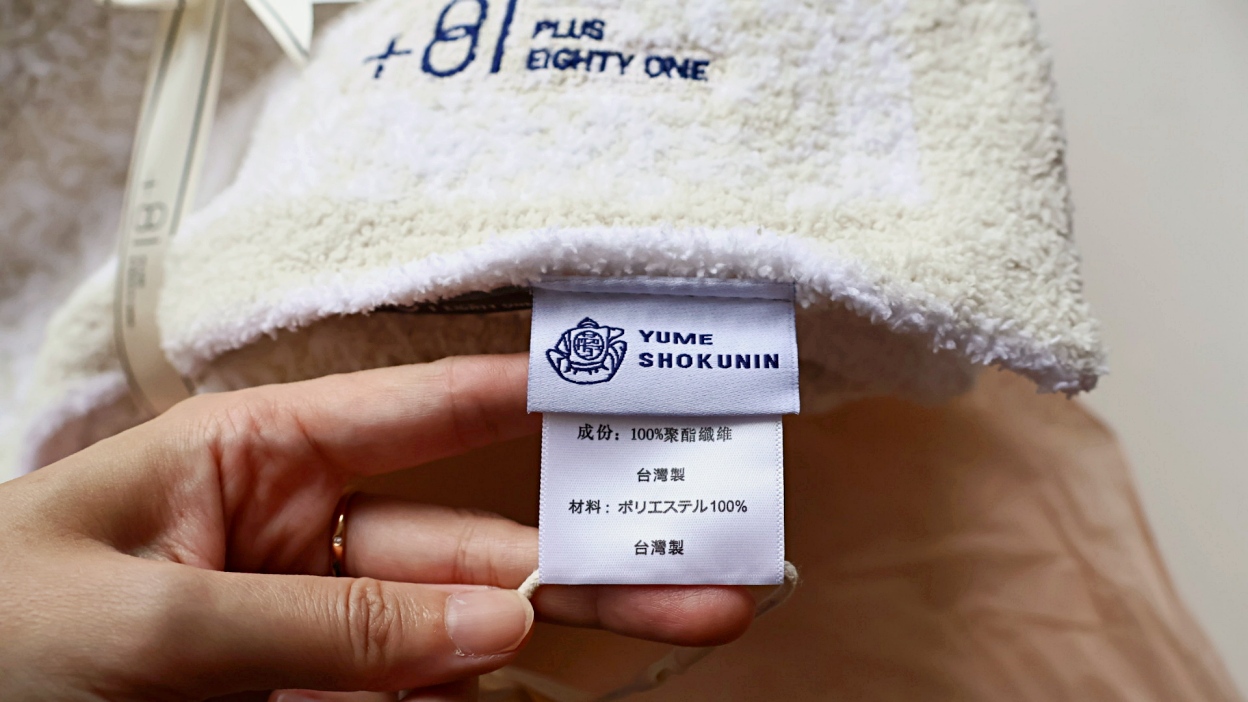 +81
PLUS
EIGHTY ONE
YUME
SHOKUNIN
成份：100%聚酯纖維
台灣製
材料：ポリエステル100%
台灣製